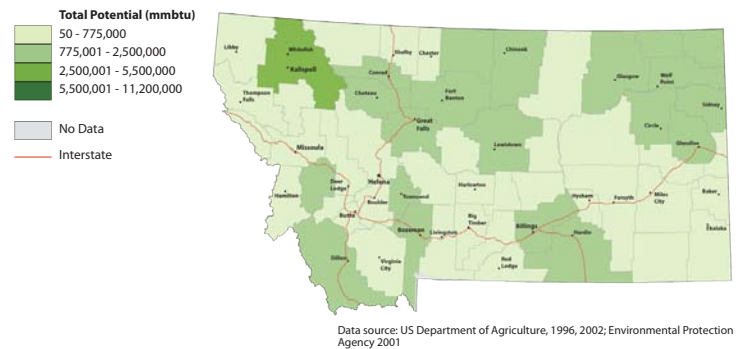 Total Potential (mmbtu)
50 - 775,000
775,001 - 2,500,000
2,500,001 - 5,500,000
5,500,001 - 11,200,000
No Data
Interstate
Libby
Whitefish
Kalispell
Shelby
Chester
Chinook
Conrad
Glasgow
Wolf
Point
Thompson
Falls
Choteau
Fort
Benton
Sidney
Great
Falls
Circle
Glendive
Missoula
Lewistown
Deer
Lodge
Helena
Harlowton
Hamilton
Boulder
Townsend
Hysham
Forsyth
Miles
City
Baker
Butte
Big
Timber
Bozeman
Livingston
Billings
Hardin
Ekalaka
Dillon
Virginia
City
Red
Lodge
Data source: US Department of Agriculture, 1996, 2002; Environmental Protection
Agency 2001